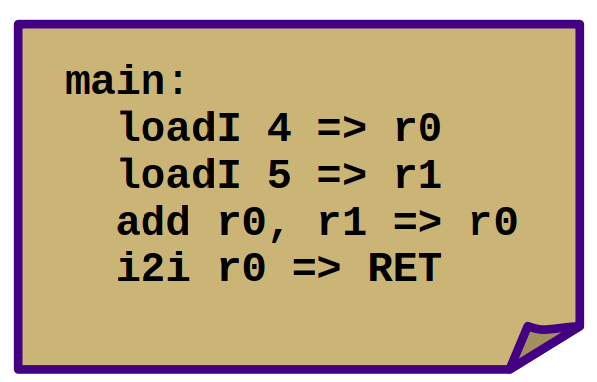 main:
  loadI 4 => r0
  loadI 5 => r1
  add r0, r1 => r0
  i2i r0 => RET